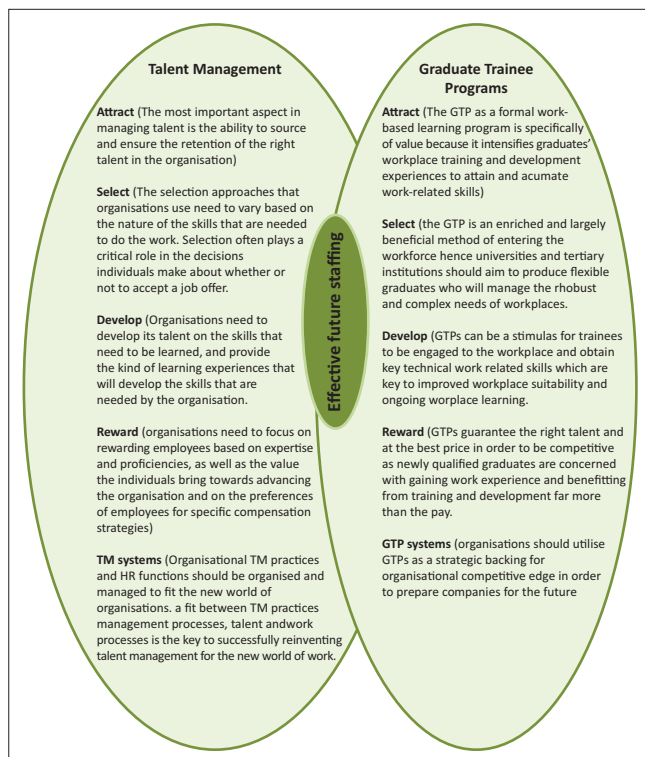 Talent Management
Attract (The most important aspect in
managing talent is the ability to source
and ensure the retention of the right
talent in the organisation)
Select (The selection approaches that
organisations use need to vary based on
the nature of the skills that are needed
to do the work. Selection often plays a
critical role in the decisions
individuals make about whether or
not to accept a job offer.
Develop (Organisations need to
develop its talent on the skills that
need to be learned, and provide
the kind of learning experiences that
will develop the skills that are
needed by the organisation.
Reward (organisations need to focus on
rewarding employees based on expertise
and proficiencies, as well as the value
the individuals bring towards advancing
the organisation and on the preferences
of employees for specific compensation
strategies)
TM systems (Organisational TM practices
and HR functions should be organised and
managed to fit the new world of
organisations. a fit between TM practices
management processes, talent andwork
processes is the key to successfully reinventing
talent management for the new world of work.
Effective future staffing
Graduate Trainee
Programs
Attract (The GTP as a formal work-
based learning program is specifically
of value because it intensifies graduates'
workplace training and development
experiences to attain and acumate
work-related skills)
Select (the GTP is an enriched and largely
beneficial method of entering the
workforce hence universities and tertiary
institutions should aim to produce flexible
graduates who will manage the rhobust
and complex needs of workplaces.
Develop (GTPs can be a stimulas for trainees
to be engaged to the workplace and obtain
key technical work related skills which are
key to improved workplace suitability and
ongoing worplace learning.
Reward (GTPs guarantee the right talent and
at the best price in order to be competitive
as newly qualified graduates are concerned
with gaining work experience and benefitting
from training and development far more
than the pay.
GTP systems (organisations should utilise
GTPs as a strategic backing for
organisational competitive edge in order
to prepare companies for the future